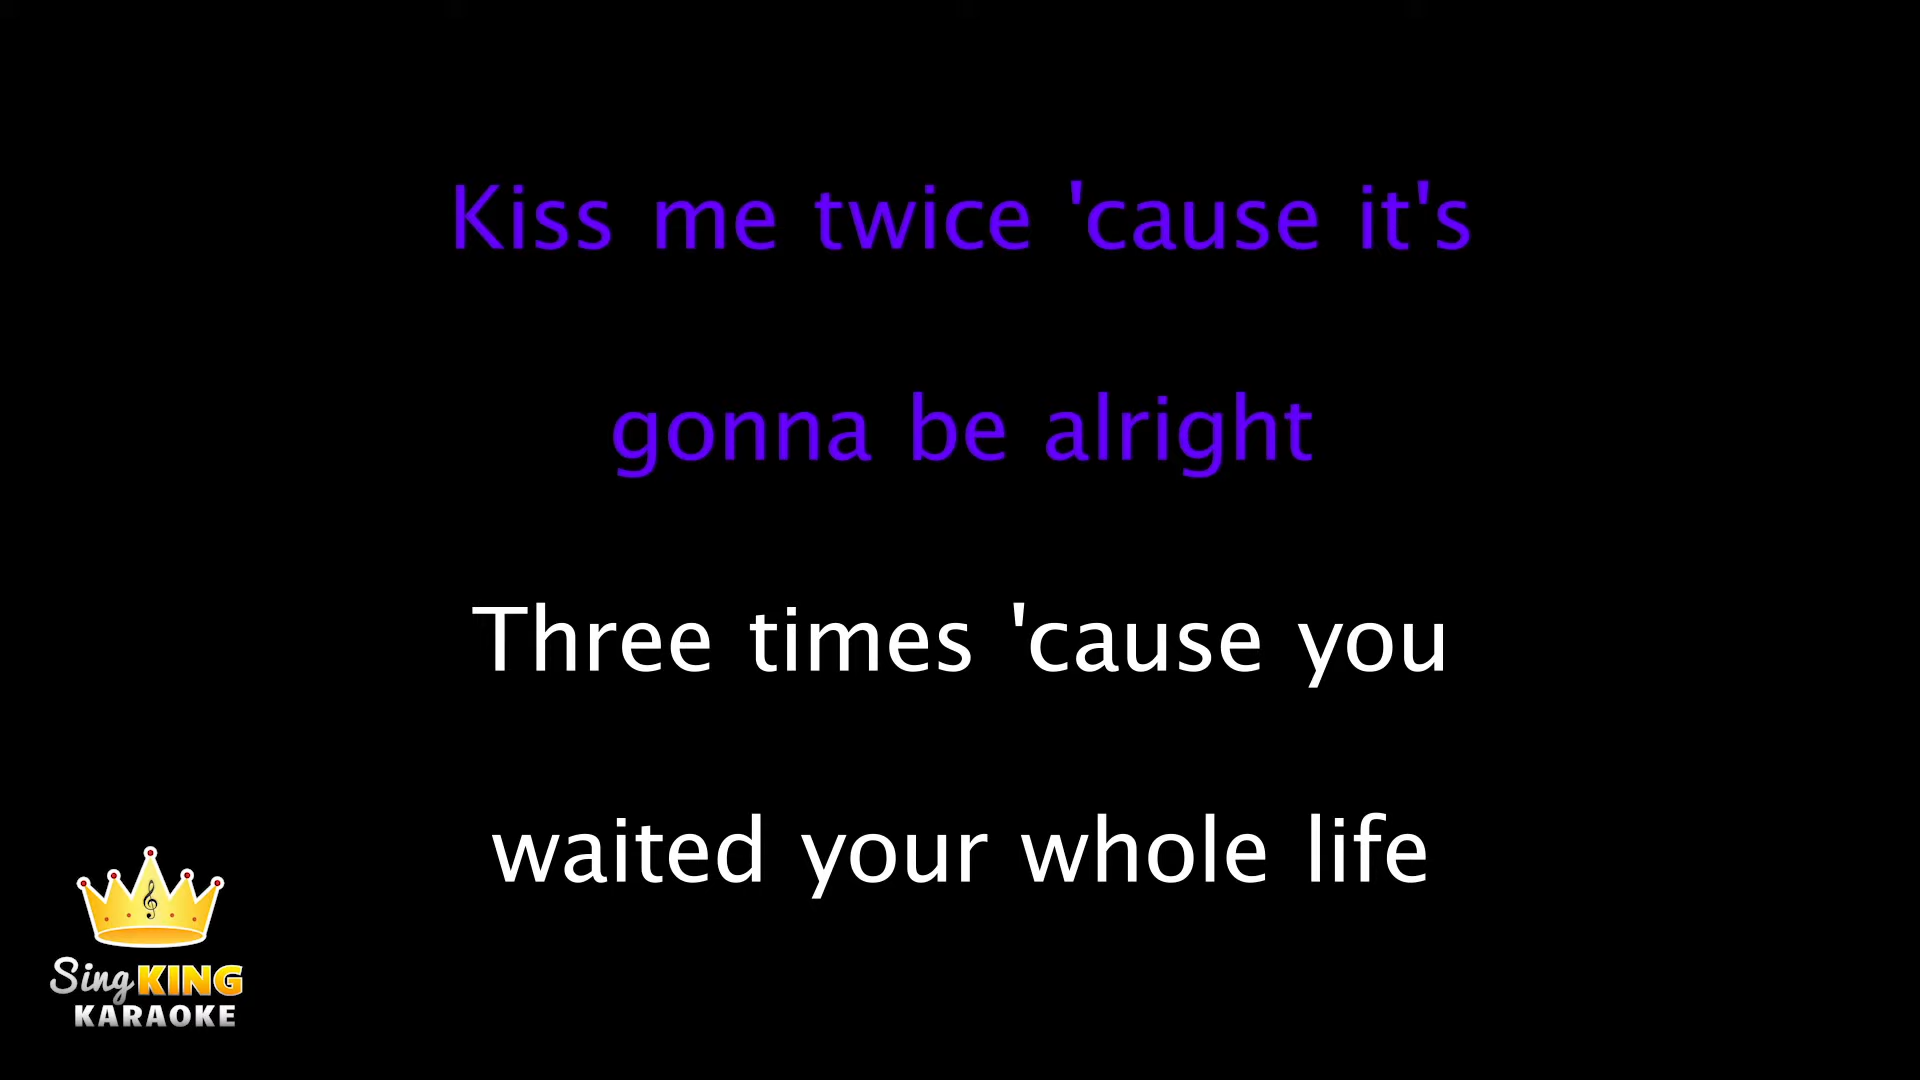 Kiss me twice 'cause it's
gonna be alright
Three times 'cause you
waited your whole life
Sing KING
KARAOKE